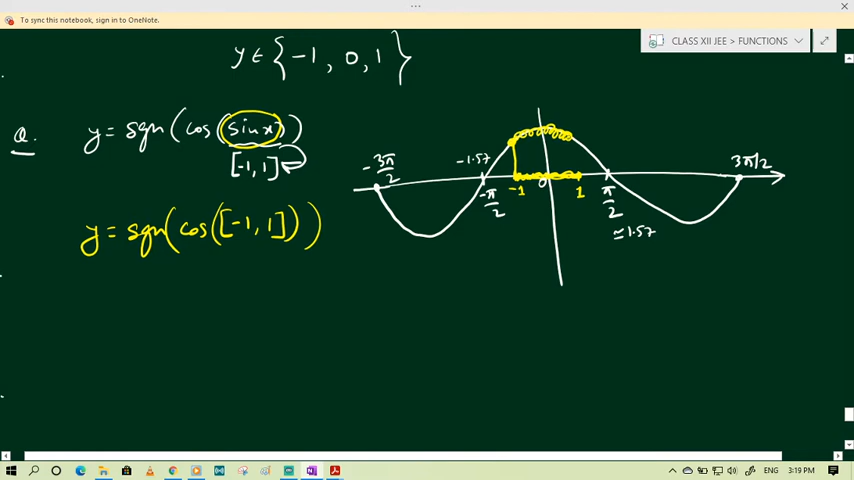 ...
To sync this notebook, sign in to OneNote.
CLASS XII JEE > FUNCTIONS
y ∈ {-1, 0, 1}
Q. y = sgn(cos(sinx))
[-1,1]
y = sgn(cos([-1,1]))
-3π/2
-1.57
3π/2
-π/2
-1
0
1
π/2
≃1.57
ENG 3:19 PM